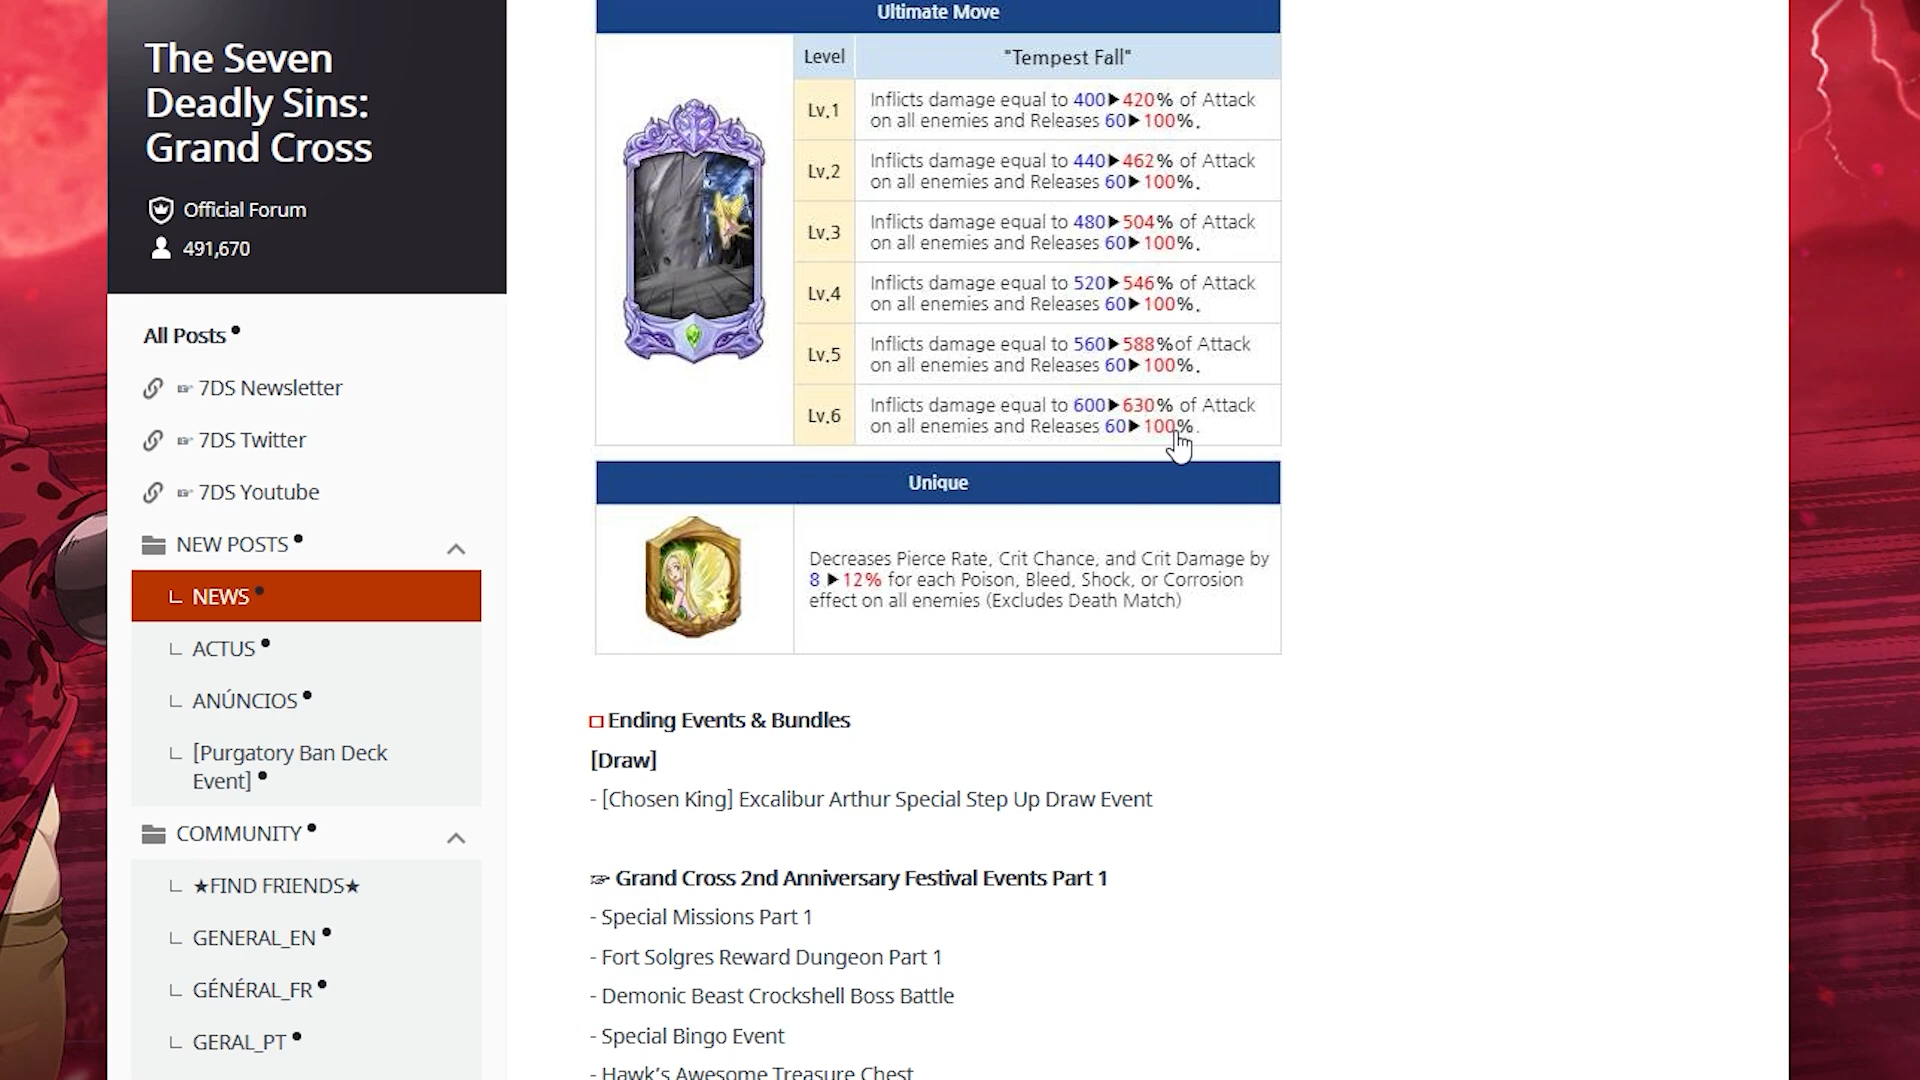 The Seven
Deadly Sins:
Grand Cross
Official Forum
491,670
All Posts
☞ 7DS Newsletter
☞ 7DS Twitter
☞ 7DS Youtube
NEW POSTS
NEWS
ACTUS
ANÚNCIOS
[Purgatory Ban Deck
Event]
COMMUNITY
★FIND FRIENDS★
GENERAL_EN
GÉNÉRAL_FR
GERAL_PT
Ultimate Move
Level
"Tempest Fall"
Lv.1
Inflicts damage equal to 400▶420% of Attack
on all enemies and Releases 60▶100%.
Lv.2
Inflicts damage equal to 440▶462% of Attack
on all enemies and Releases 60▶100%.
Lv.3
Inflicts damage equal to 480▶504% of Attack
on all enemies and Releases 60▶100%.
Lv.4
Inflicts damage equal to 520▶546% of Attack
on all enemies and Releases 60▶100%.
Lv.5
Inflicts damage equal to 560▶588%of Attack
on all enemies and Releases 60▶100%.
Lv.6
Inflicts damage equal to 600▶630% of Attack
on all enemies and Releases 60▶100%.
Unique
Decreases Pierce Rate, Crit Chance, and Crit Damage by
8 ▶12% for each Poison, Bleed, Shock, or Corrosion
effect on all enemies (Excludes Death Match)
□ Ending Events & Bundles
[Draw]
- [Chosen King] Excalibur Arthur Special Step Up Draw Event
☞ Grand Cross 2nd Anniversary Festival Events Part 1
- Special Missions Part 1
- Fort Solgres Reward Dungeon Part 1
- Demonic Beast Crockshell Boss Battle
- Special Bingo Event
- Hawk's Awesome Treasure Chest